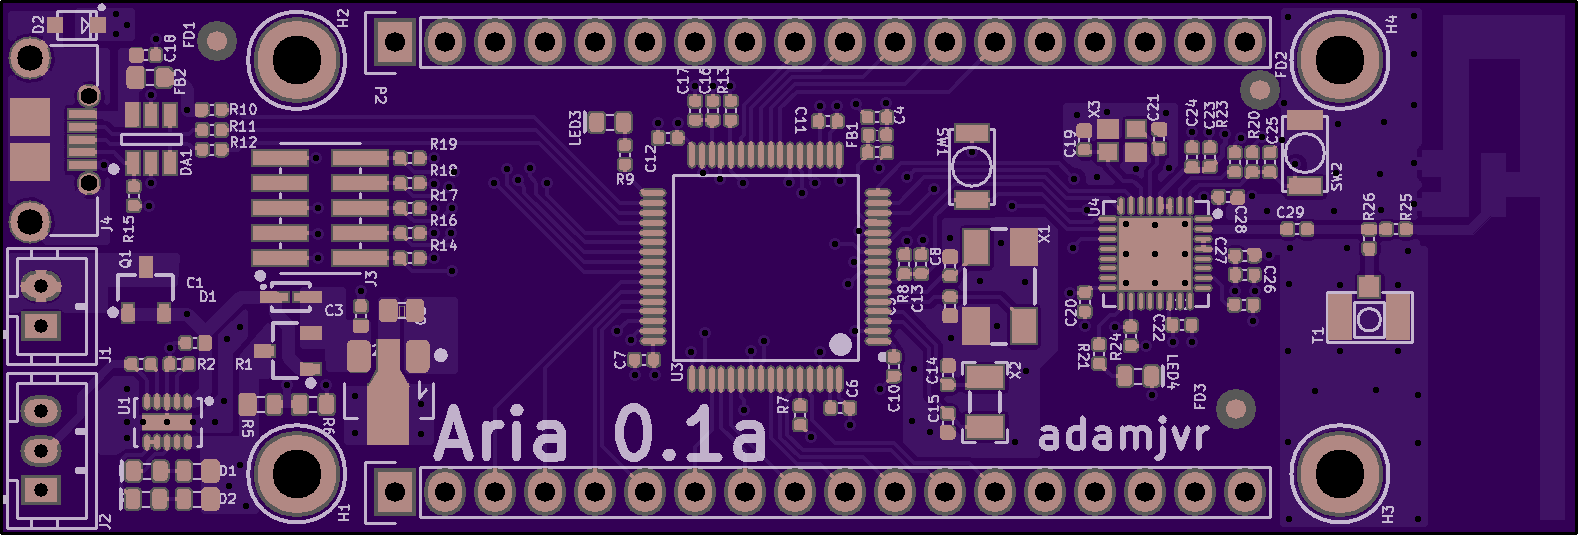 D2
FD1
H2
P2
C18
FB2
R10
R11
R12
DA1
R15
J4
R19
R18
R17
R16
R14
J3
LED3
R9
C12
C17
C16
R13
C11
FB1
C4
SW1
X3
C19
C21
C24
C23
R23
R20
C25
FD2
H4
SW2
C28
C29
R26
R25
C27
C26
Q1
C1
D1
C3
J1
R2
R1
U1
R5
R6
C7
U3
R8
C13
C8
X1
C20
C22
R21
R24
LED4
T1
FD3
C10
C14
C15
X2
R7
C6
Aria 0.1a
adamjvr
D1
D2
J2
H1
H3